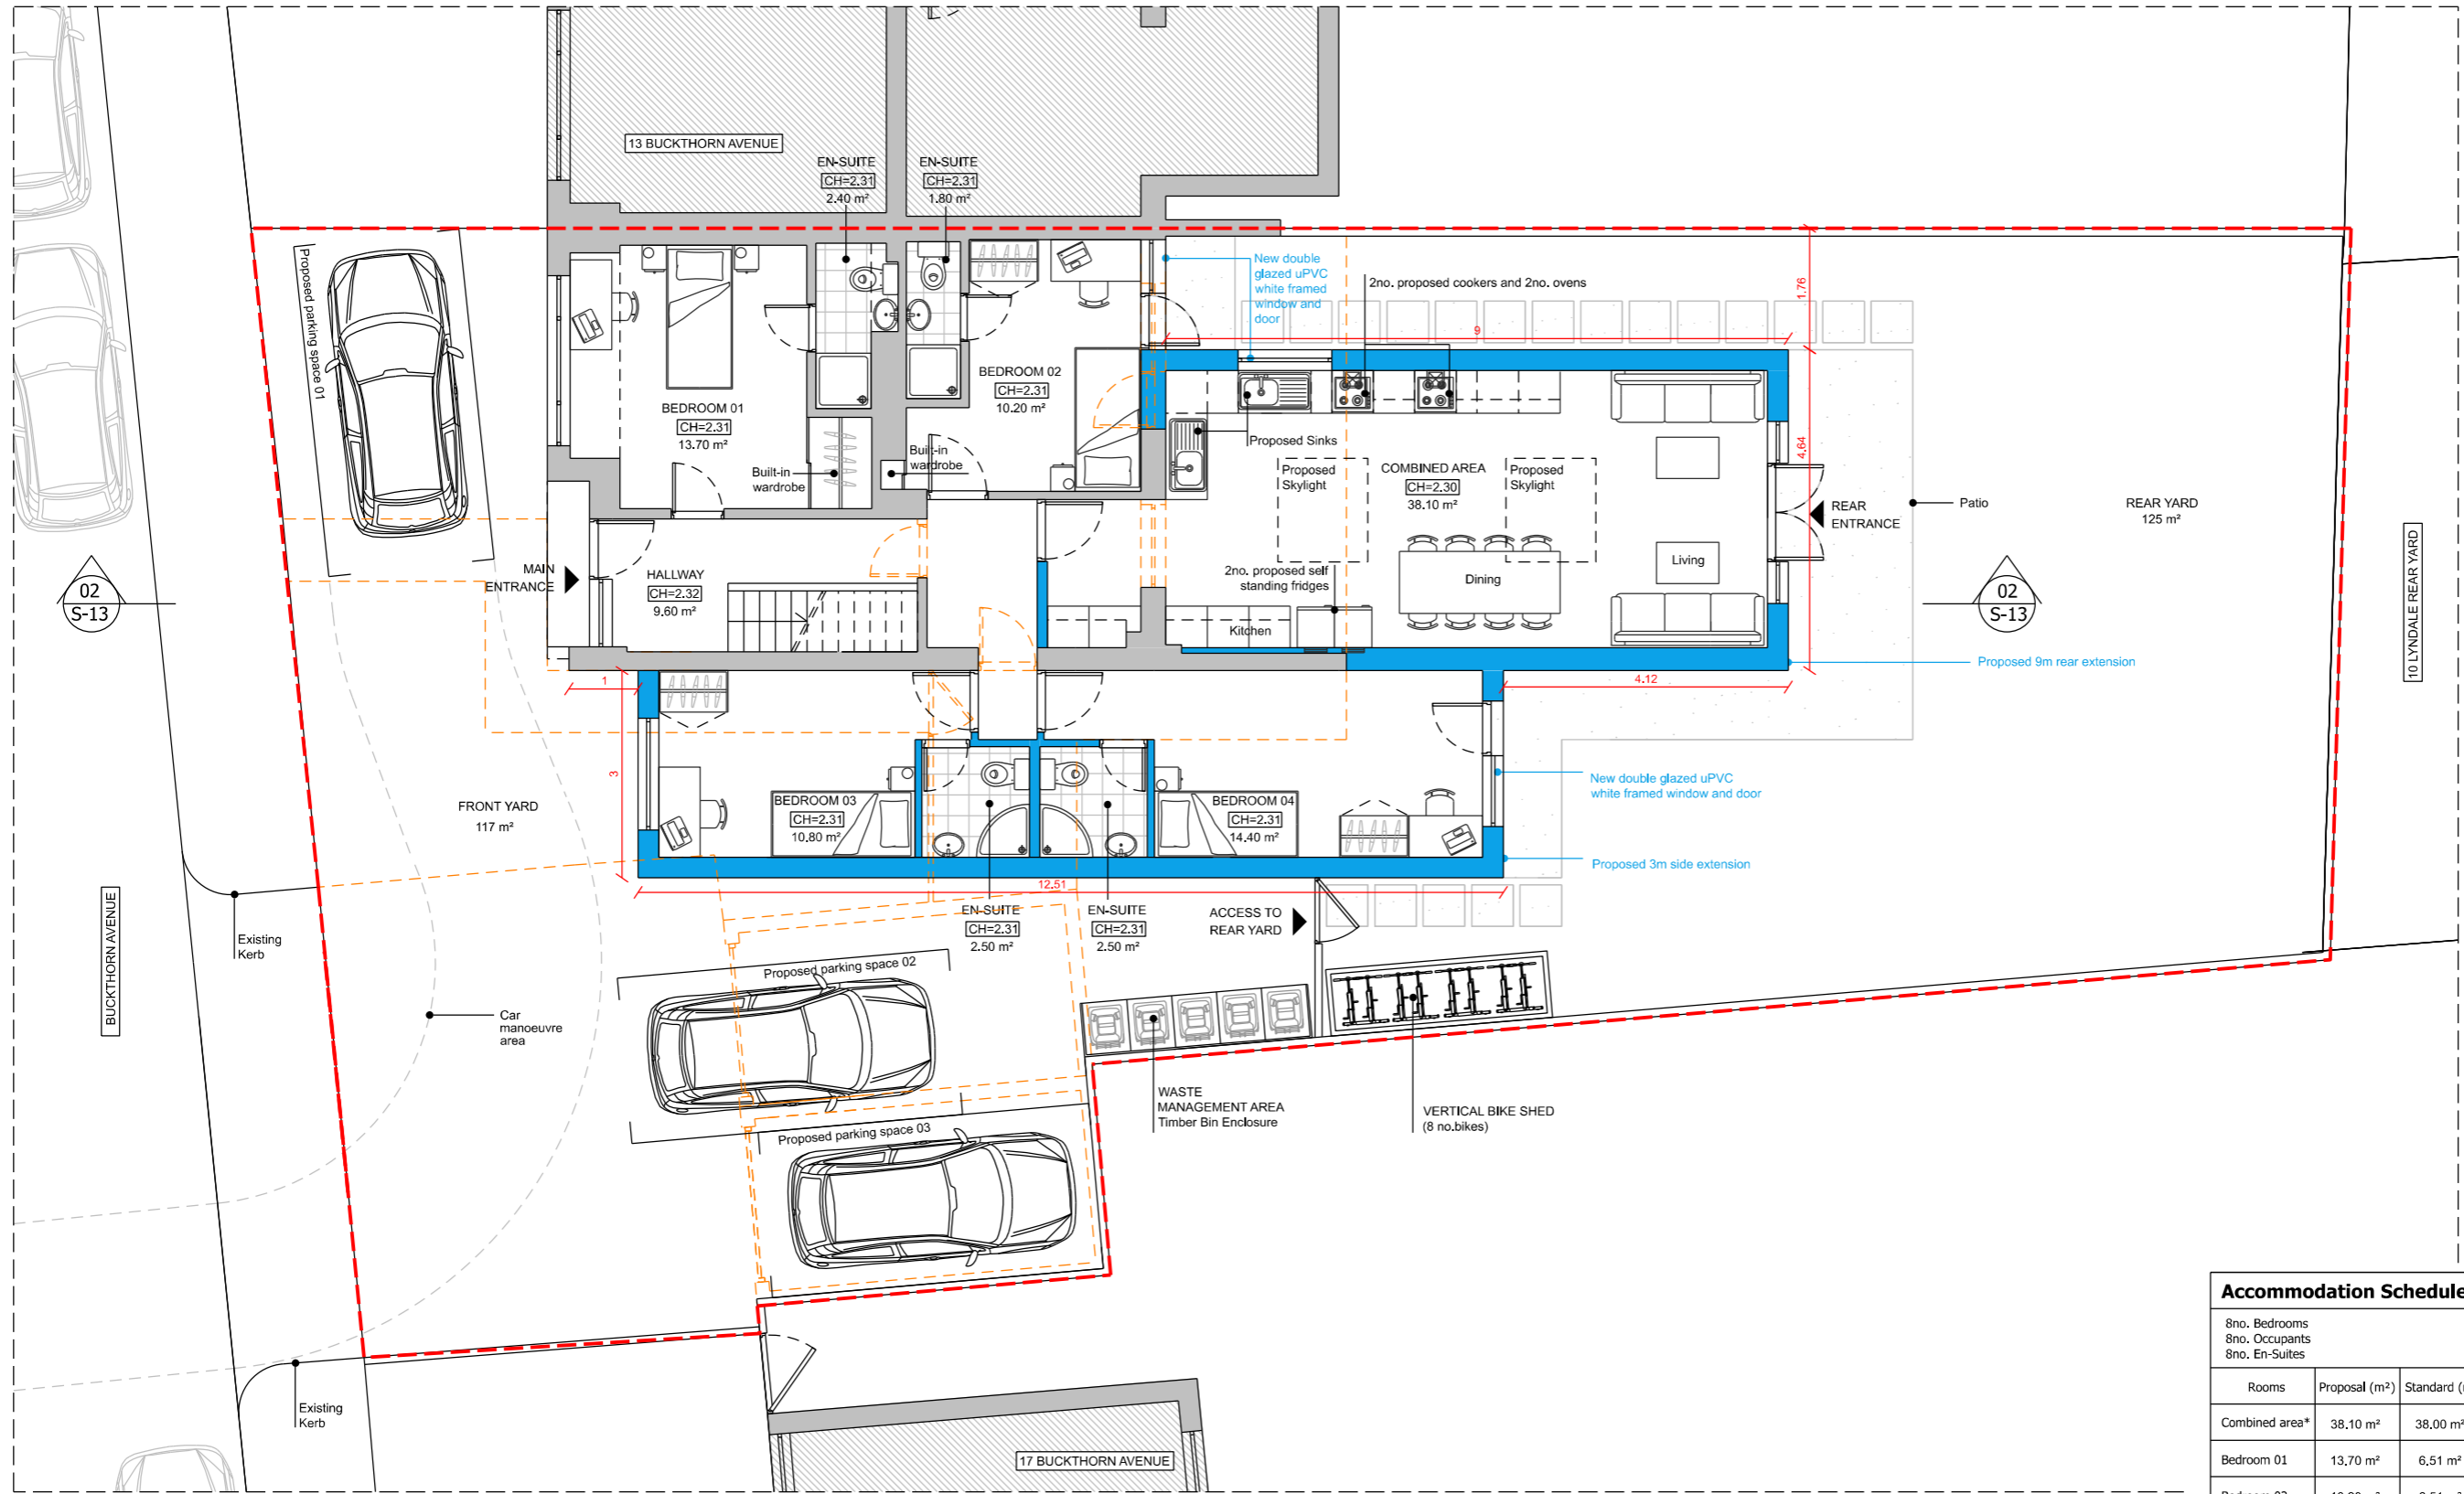 13 BUCKTHORN AVENUE
EN-SUITE
CH=2.31
2.40 m²
EN-SUITE
CH=2.31
1.80 m²
Proposed parking space 01
New double
glazed uPVC
white framed
window and
door
2no. proposed cookers and 2no. ovens
1.76
9
BEDROOM 01
CH=2.31
13.70 m²
BEDROOM 02
CH=2.31
10.20 m²
Built-in
wardrobe
Built-in
wardrobe
Proposed Sinks
Proposed
Skylight
COMBINED AREA
CH=2.30
38.10 m²
Proposed
Skylight
4.64
REAR
ENTRANCE
Patio
REAR YARD
125 m²
10 LYNDALE REAR YARD
02
S-13
MAIN
ENTRANCE
HALLWAY
CH=2.32
9.60 m²
2no. proposed self
standing fridges
Dining
Living
Kitchen
02
S-13
Proposed 9m rear extension
1
4.12
3
FRONT YARD
117 m²
BEDROOM 03
CH=2.31
10.80 m²
BEDROOM 04
CH=2.31
14.40 m²
New double glazed uPVC
white framed window and door
Proposed 3m side extension
12.51
BUCKTHORN AVENUE
Existing
Kerb
EN-SUITE
CH=2.31
2.50 m²
EN-SUITE
CH=2.31
2.50 m²
ACCESS TO
REAR YARD
Proposed parking space 02
Car
manoeuvre
area
Proposed parking space 03
WASTE
MANAGEMENT AREA
Timber Bin Enclosure
VERTICAL BIKE SHED
(8 no.bikes)
Existing
Kerb
17 BUCKTHORN AVENUE
Accommodation Schedule
8no. Bedrooms
8no. Occupants
8no. En-Suites
Rooms Proposal (m²) Standard
Combined area* 38.10 m² 38.00 m²
Bedroom 01 13.70 m² 6.51 m²